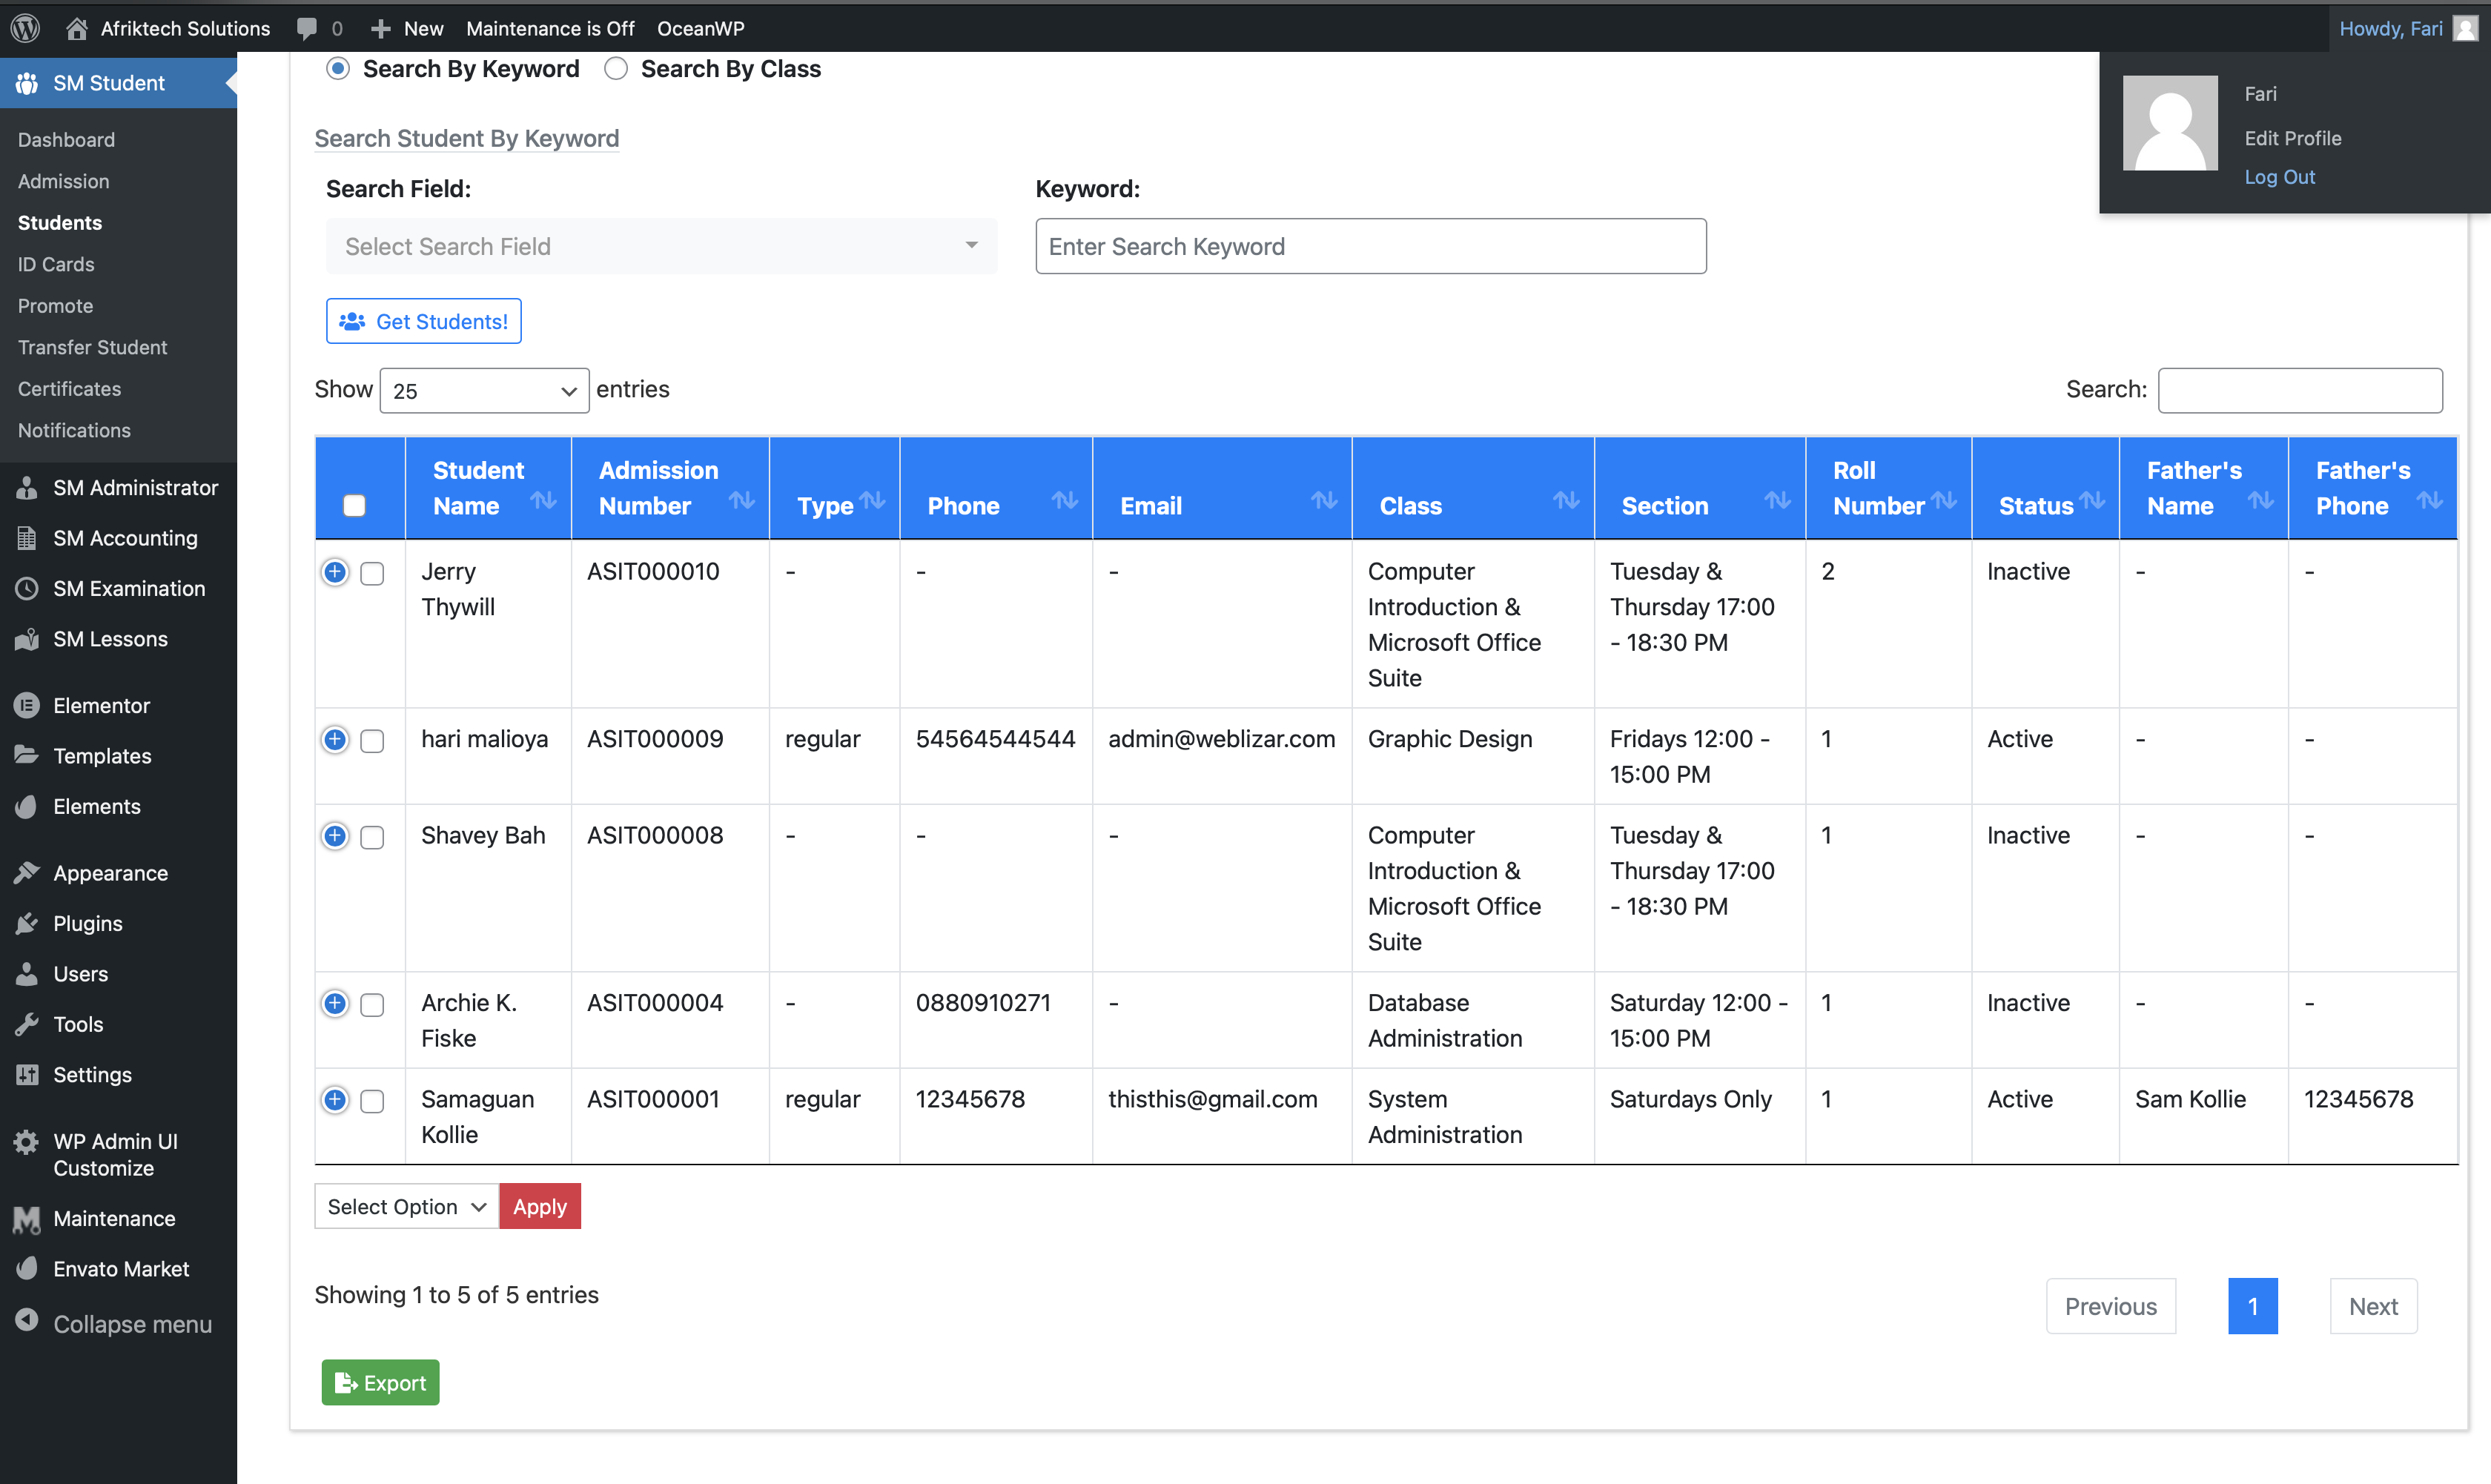 Afriktech Solutions 0 New Maintenance is Off OceanWP Howdy, Fari
Fari
Edit Profile
Log Out
SM Student
Dashboard
Admission
Students
ID Cards
Promote
Transfer Student
Certificates
Notifications
SM Administrator
SM Accounting
SM Examination
SM Lessons
Elementor
Templates
Elements
Appearance
Plugins
Users
Tools
Settings
WP Admin UI
Customize
Maintenance
Envato Market
Collapse menu
Search By Keyword Search By Class
Search Student By Keyword
Search Field: Keyword:
Select Search Field Enter Search Keyword
Get Students!
Show 25 entries Search:
Student Name Admission Number Type Phone Email Class Section Roll Number Status Father's Name Father's Phone
Jerry ASIT000010 - - - Computer Tuesday & 2 Inactive - -
Thywill Introduction & Thursday 17:00
Microsoft Office - 18:30 PM
Suite
hari malioya ASIT000009 regular 54564544544 admin@weblizar.com Graphic Design Fridays 12:00 - 1 Active - -
15:00 PM
Shavey Bah ASIT000008 - - - Computer Tuesday & 1 Inactive - -
Introduction & Thursday 17:00
Microsoft Office - 18:30 PM
Suite
Archie K. ASIT000004 - 0880910271 - Database Saturday 12:00 - 1 Inactive - -
Fiske Administration 15:00 PM
Samaguan ASIT000001 regular 12345678 thisthis@gmail.com System Saturdays Only 1 Active Sam Kollie 12345678
Kollie Administration
Select Option Apply
Showing 1 to 5 of 5 entries Previous 1 Next
Export